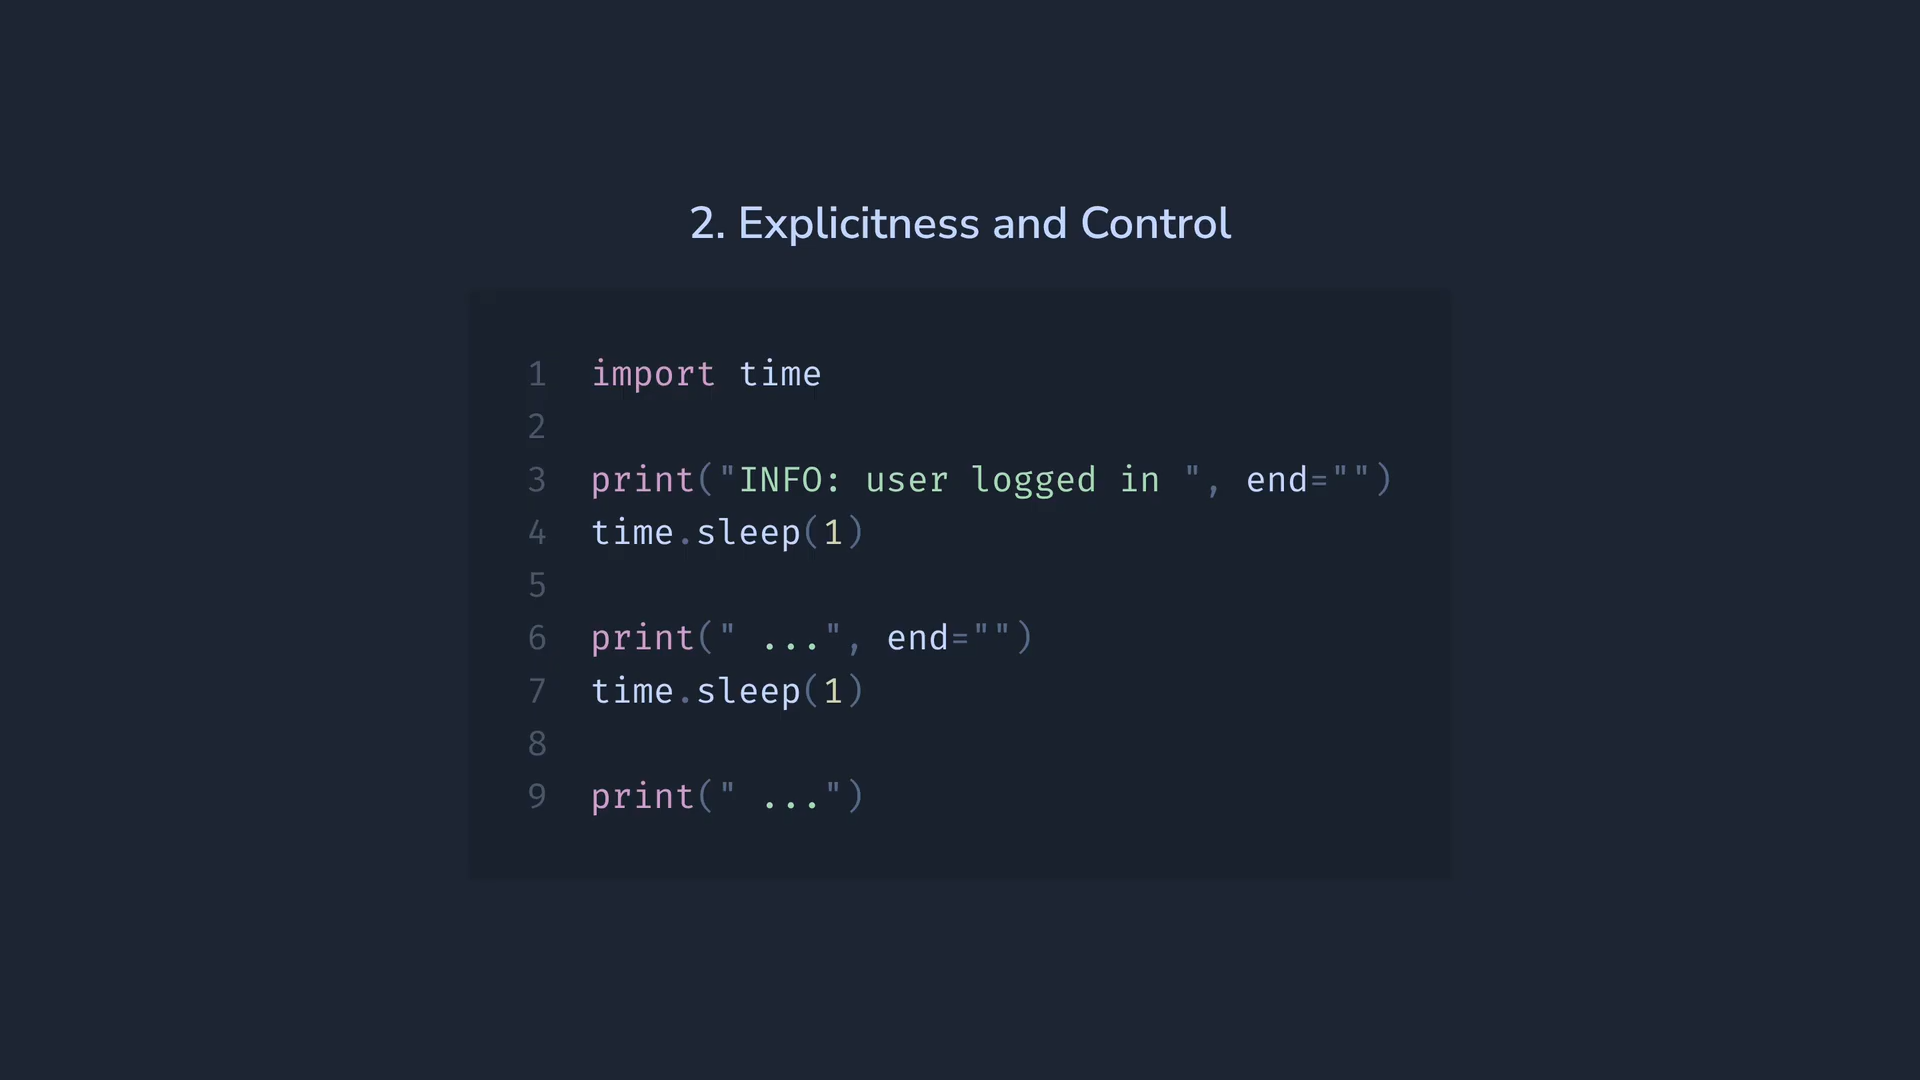 2. Explicitness and Control
1 import time
2
3 print("INFO: user logged in ", end="")
4 time.sleep(1)
5
6 print(" ...", end="")
7 time.sleep(1)
8
9 print(" ...")